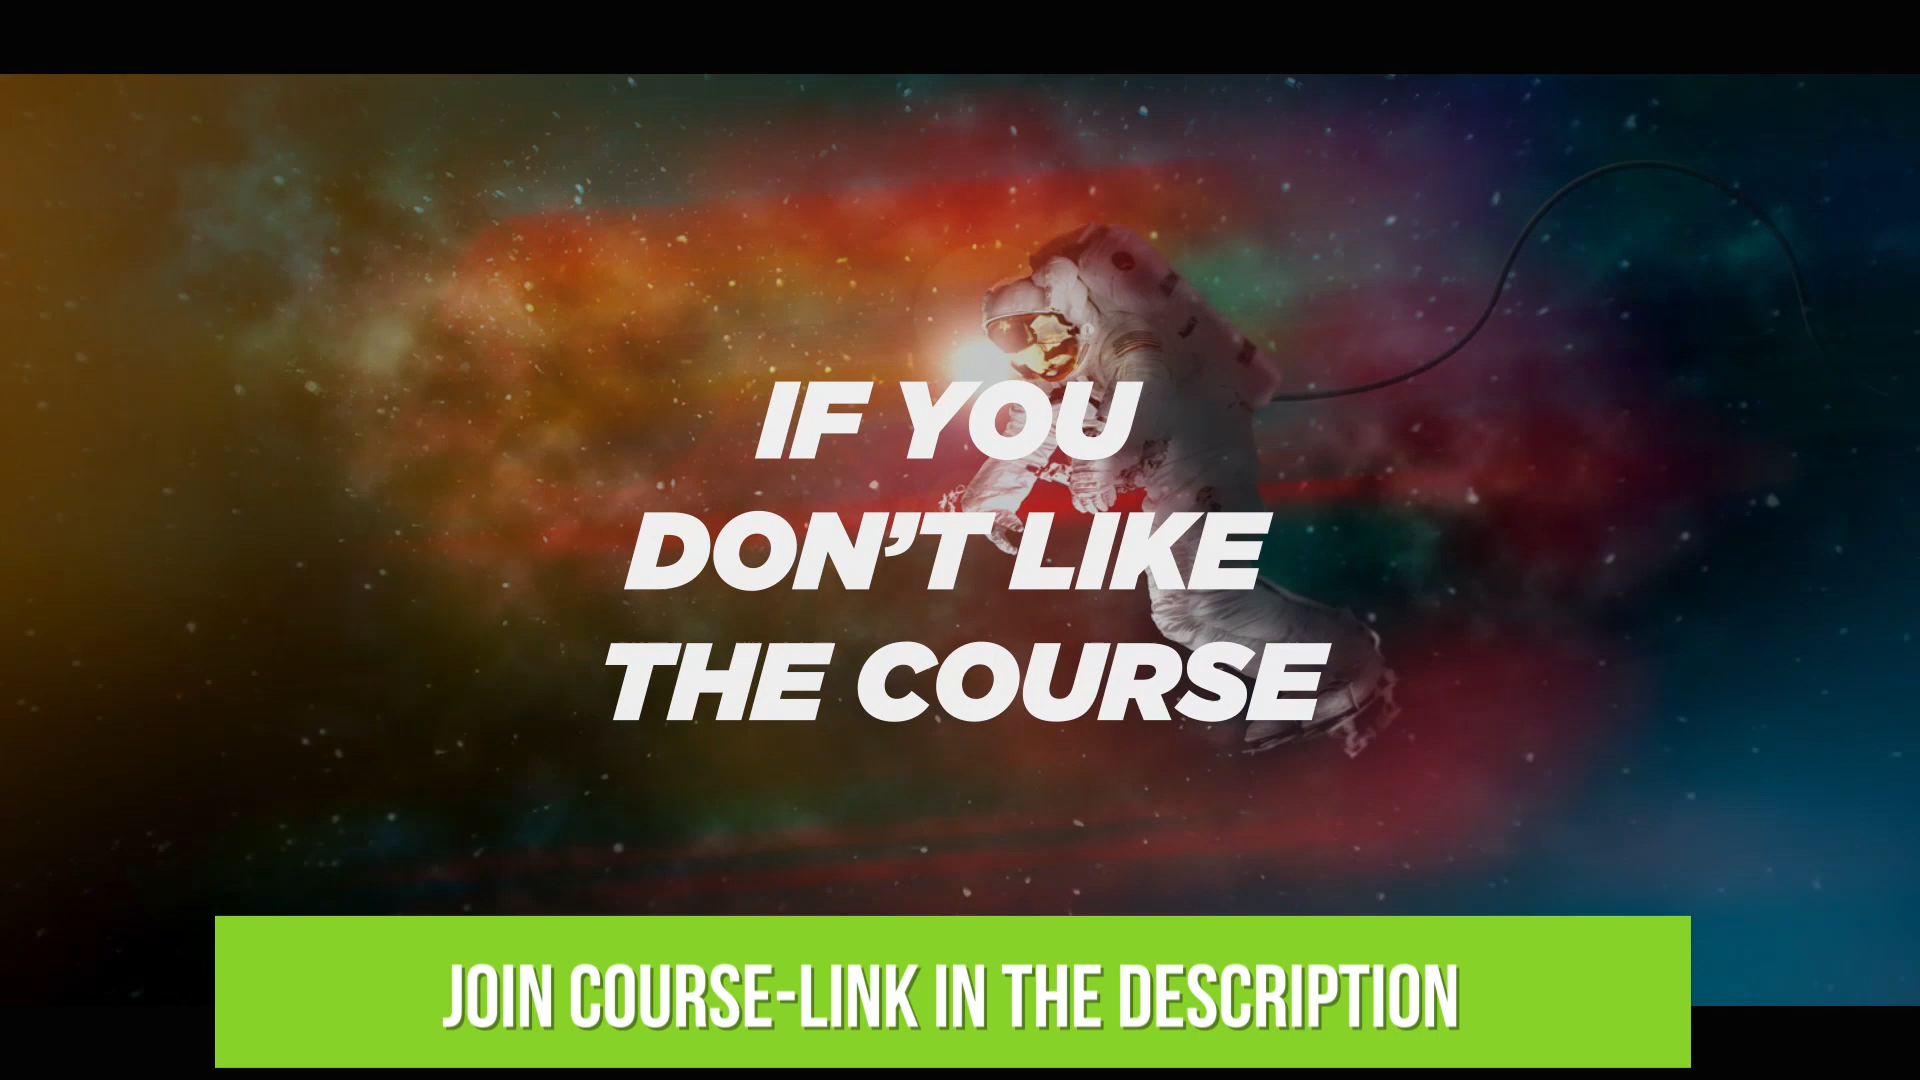 IF YOU
DON’T LIKE
THE COURSE
JOIN COURSE-LINK IN THE DESCRIPTION